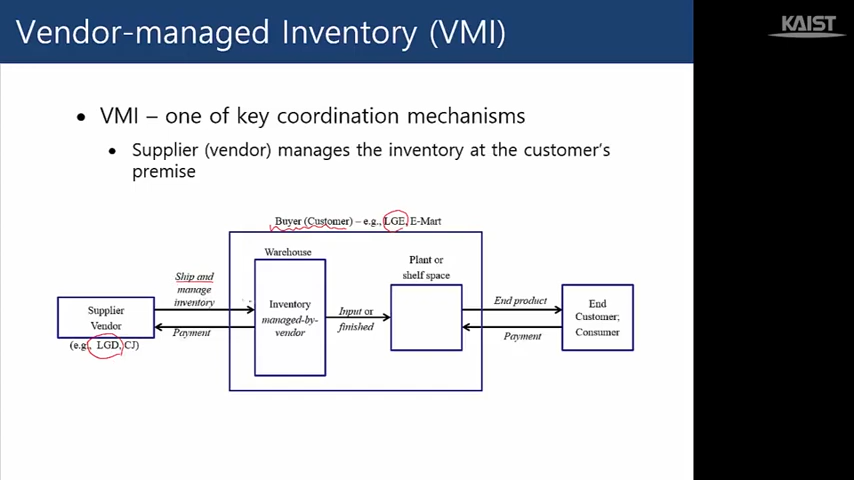 Vendor-managed Inventory (VMI)
KAIST
• VMI – one of key coordination mechanisms
• Supplier (vendor) manages the inventory at the customer's
premise
Buyer (Customer) – e.g., LGE, E-Mart
Warehouse
Plant or
shelf space
Ship and
manage
inventory
Supplier
Vendor
(e.g., LGD, CJ)
Payment
Inventory
managed-by-
vendor
Input or
finished
End product
Payment
End
Customer;
Consumer